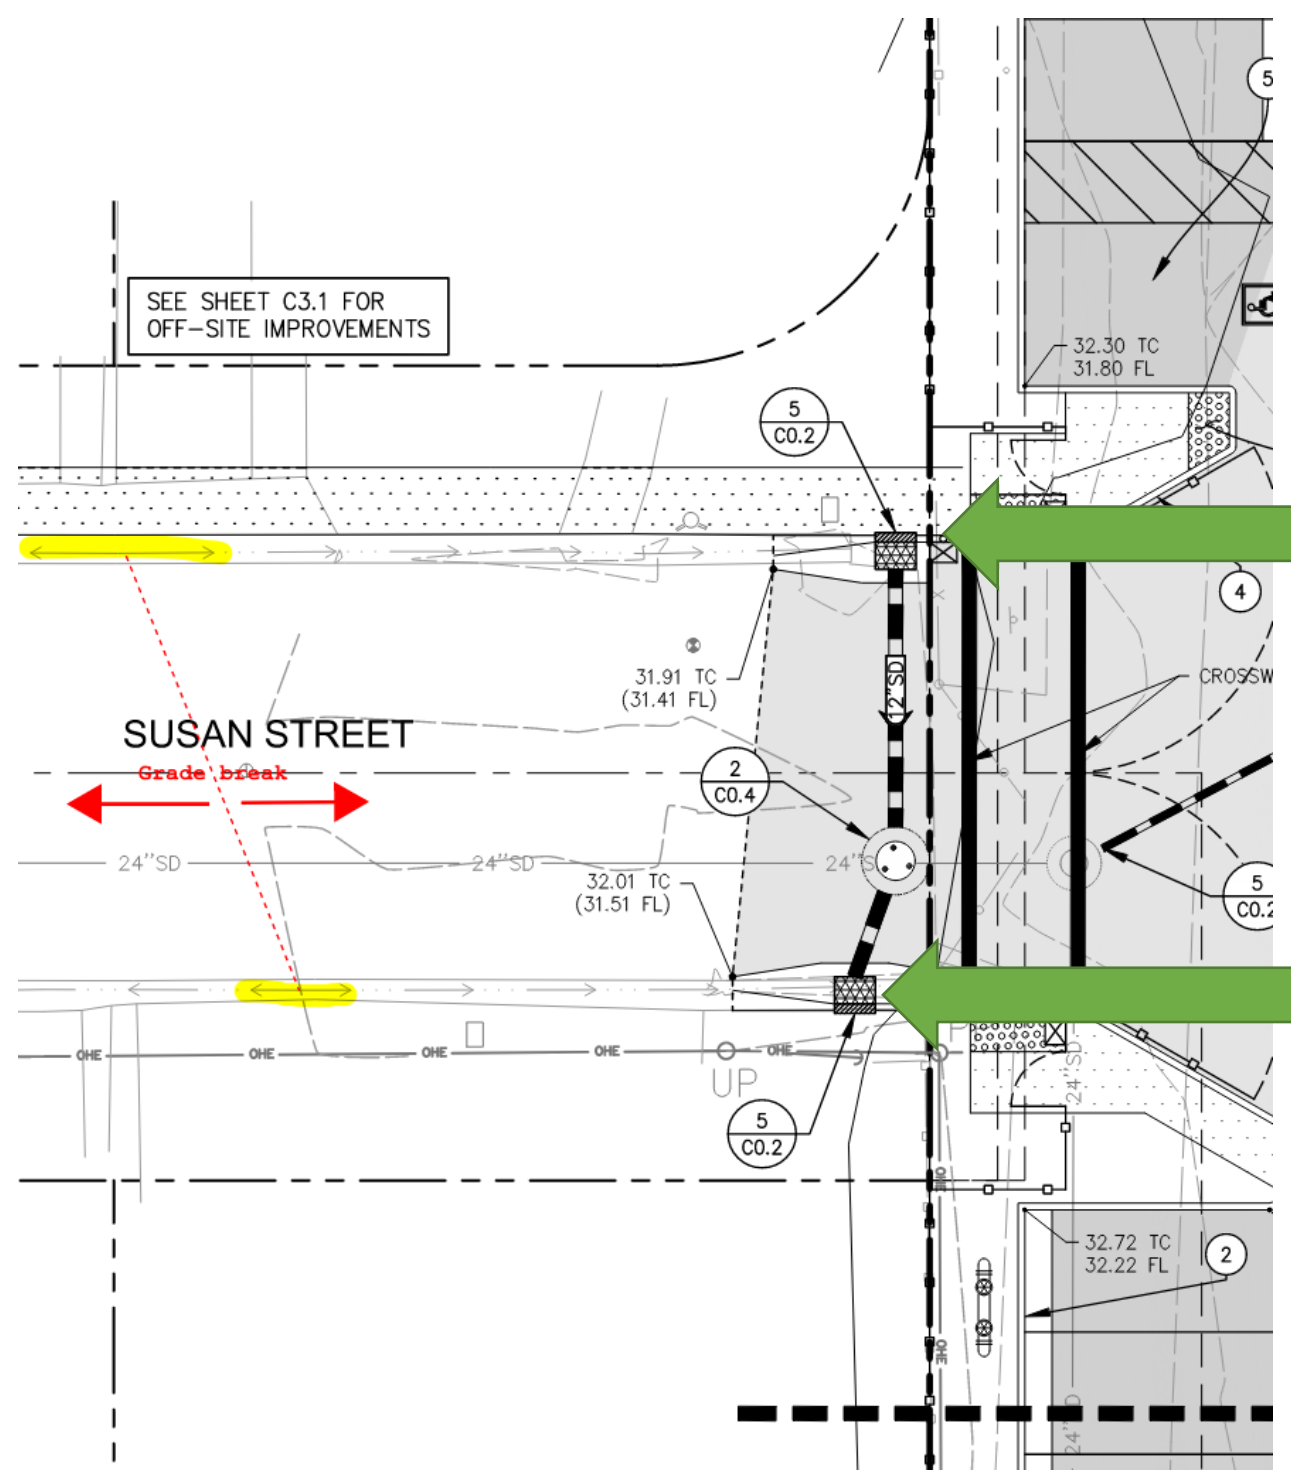 5
SEE SHEET C3.1 FOR
OFF-SITE IMPROVEMENTS
32.30 TC
31.80 FL
5
C0.2
4
31.91 TC
(31.41 FL)
12"SD
CROSSW
SUSAN STREET
Grade break
2
C0.4
24"SD
24"SD
24"S
32.01 TC
(31.51 FL)
5
C0.2
OHE
OHE
OHE
OHE
OHE
UP
24"SD
5
C0.2
OHE
32.72 TC
32.22 FL
2
OHE
24"